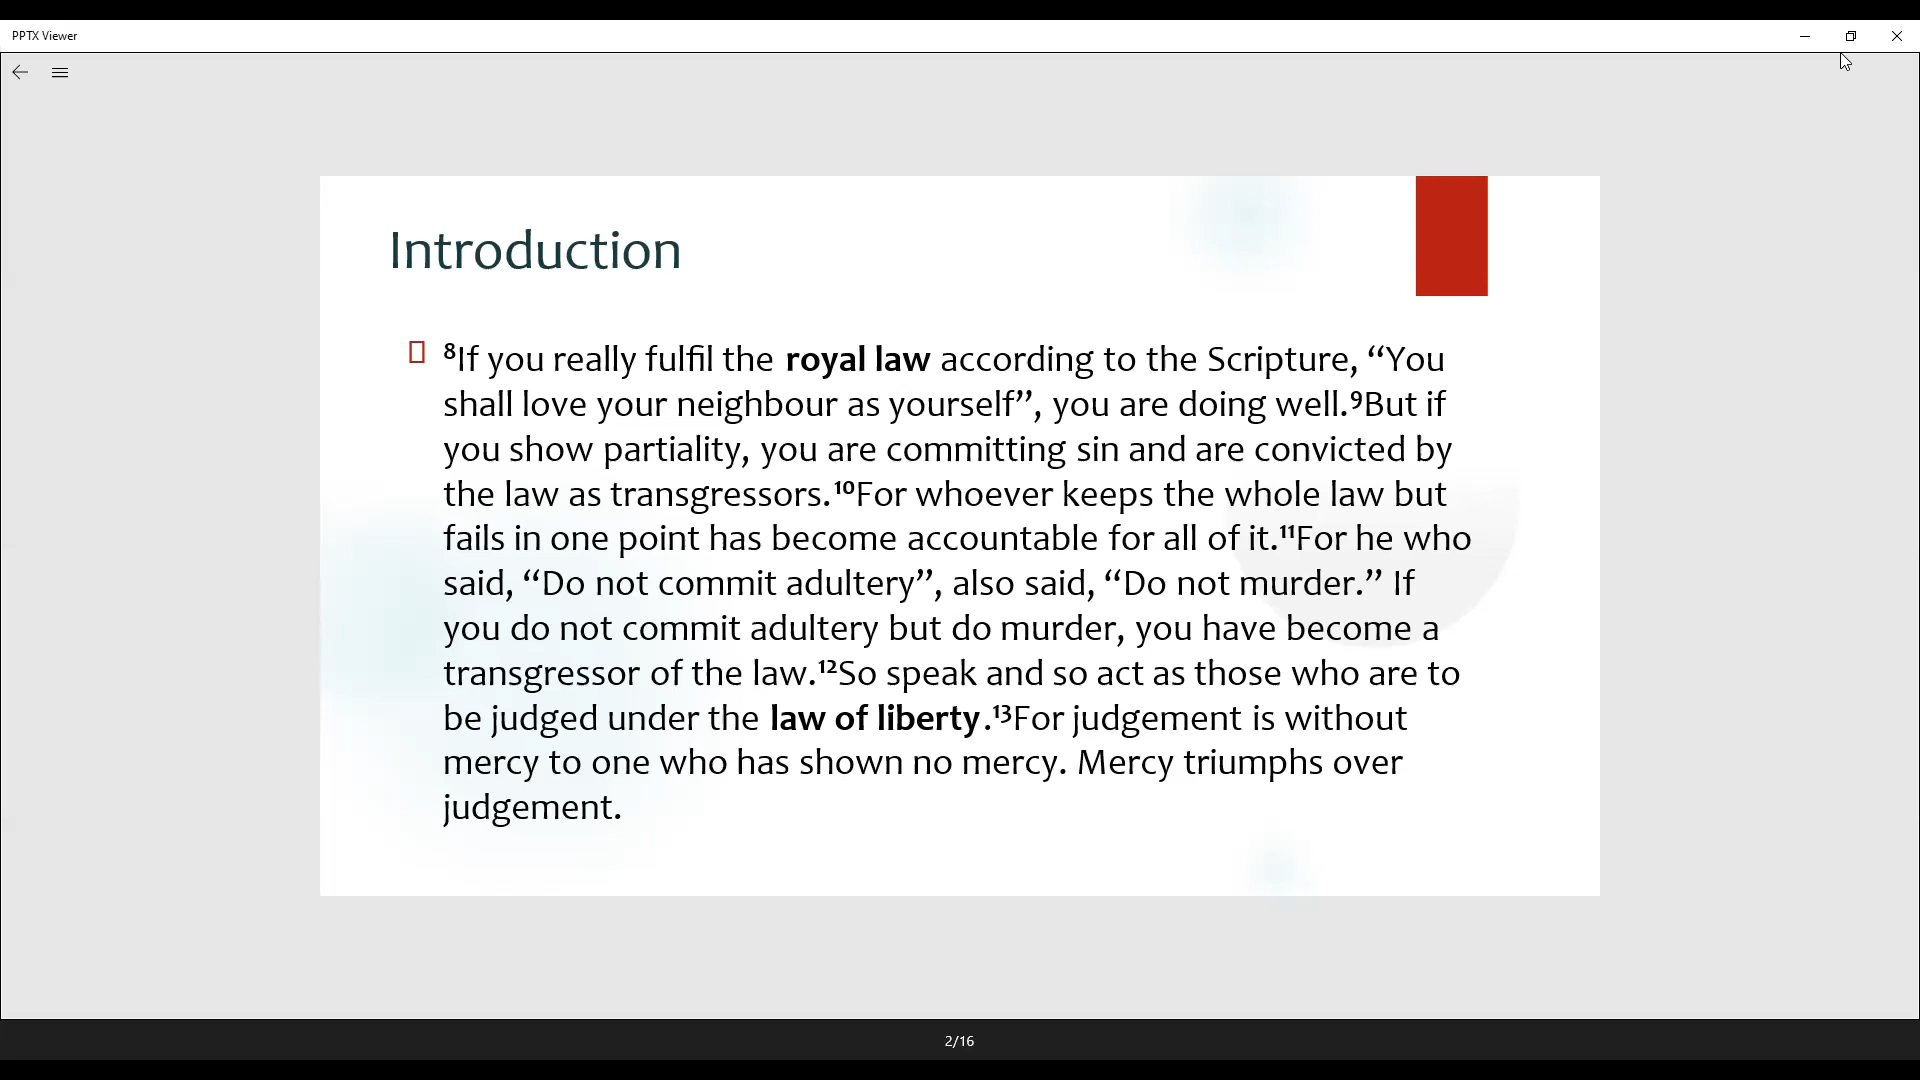 PPTX Viewer
Introduction
⁸If you really fulfil the royal law according to the Scripture, “You
shall love your neighbour as yourself”, you are doing well.⁹But if
you show partiality, you are committing sin and are convicted by
the law as transgressors.¹⁰For whoever keeps the whole law but
fails in one point has become accountable for all of it.¹¹For he who
said, “Do not commit adultery”, also said, “Do not murder.” If
you do not commit adultery but do murder, you have become a
transgressor of the law.¹²So speak and so act as those who are to
be judged under the law of liberty.¹³For judgement is without
mercy to one who has shown no mercy. Mercy triumphs over
judgement.
2/16